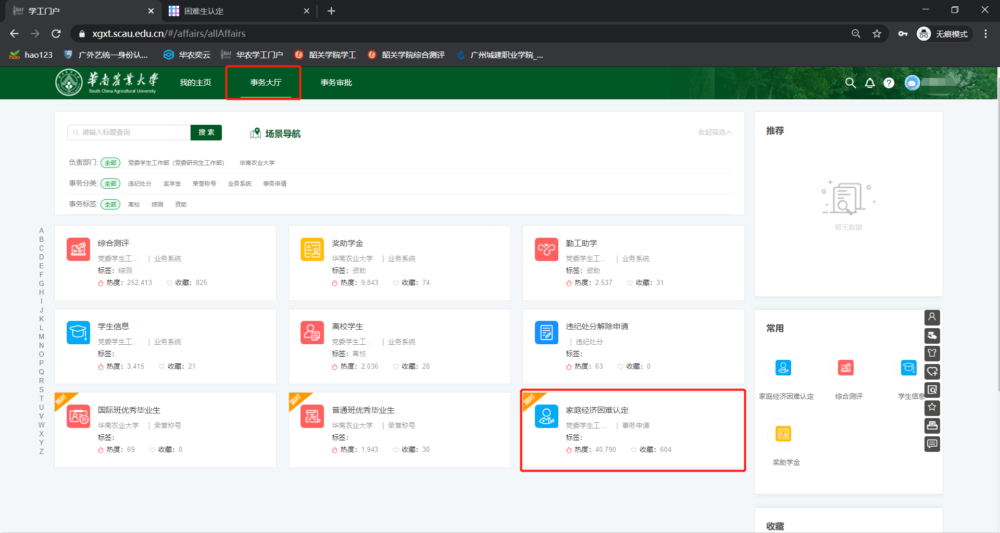 学工门户
困难生认定
xgxt.scau.edu.cn/#/affairs/allAffairs
无痕模式
hao123
广外艺统一身份认...
华农奕云
华农学工门户
韶关学院学工
韶关学院综合测评
广州城建职业学院_...
華南农業大學
South China Agricultural University
我的主页
事务大厅
事务审批
请输入标题查询
搜 索
场景导航
收起筛选
负责部门: 全部 党委学生工作部（党委研究生工作部） 华南农业大学
事务分类: 全部 违纪处分 奖学金 荣誉称号 业务系统 事务申请
事务标签: 全部 离校 综测 资助
A
B
C
D
E
F
G
H
I
J
K
L
M
N
O
P
Q
R
S
T
U
V
W
X
Y
Z
综合测评
党委学生工... | 业务系统
标签: 综测
热度: 252,413 收藏: 825
奖助学金
华南农业大学 | 业务系统
标签: 资助
热度: 9,843 收藏: 74
勤工助学
党委学生工... | 业务系统
标签: 资助
热度: 2,537 收藏: 31
学生信息
党委学生工... | 业务系统
标签:
热度: 3,415 收藏: 21
离校学生
党委学生工... | 业务系统
标签: 离校
热度: 2,036 收藏: 28
违纪处分解除申请
| 违纪处分
标签:
热度: 63 收藏: 0
限时
国际班优秀毕业生
华南农业大学 | 荣誉称号
标签:
热度: 69 收藏: 0
限时
普通班优秀毕业生
华南农业大学 | 荣誉称号
标签:
热度: 1,943 收藏: 30
限时
家庭经济困难认定
党委学生工... | 事务申请
标签:
热度: 40,790 收藏: 604
推荐
暂无数据
常用
家庭经济困难认定
综合测评
学生信息
奖助学金
收藏